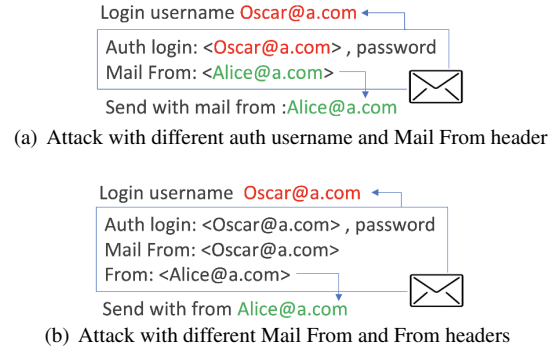 Login username Oscar@a.com
Auth login: <Oscar@a.com> , password
Mail From: <Alice@a.com>
Send with mail from :Alice@a.com
(a) Attack with different auth username and Mail From header
Login username Oscar@a.com
Auth login: <Oscar@a.com> , password
Mail From: <Oscar@a.com>
From: <Alice@a.com>
Send with from Alice@a.com
(b) Attack with different Mail From and From headers